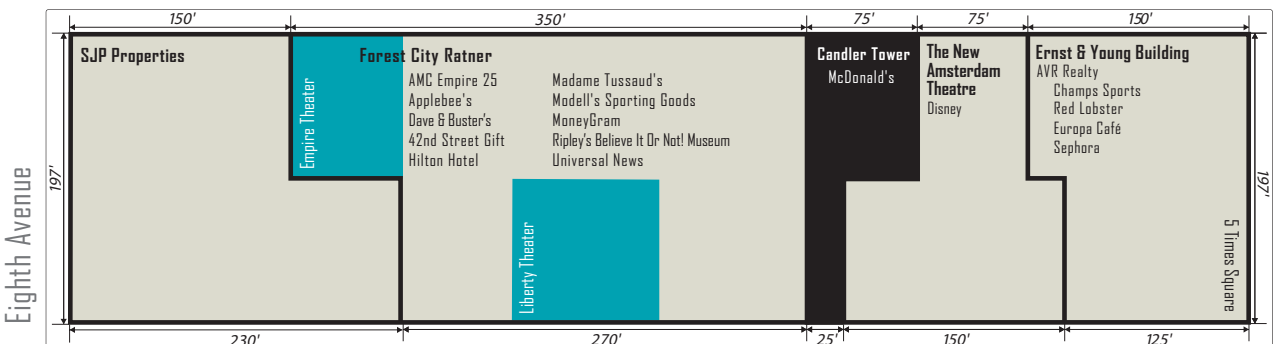 150'
350'
75'
75'
150'
SJP Properties
Forest City Ratner
AMC Empire 25
Applebee's
Dave & Buster's
42nd Street Gift
Hilton Hotel
Madame Tussaud's
Modell's Sporting Goods
MoneyGram
Ripley's Believe It Or Not! Museum
Universal News
Empire Theater
Liberty Theater
Candler Tower
McDonald's
The New
Amsterdam
Theatre
Disney
Ernst & Young Building
AVR Realty
Champs Sports
Red Lobster
Europa Café
Sephora
5 Times Square
Eighth Avenue
197'
197'
230'
270'
25'
150'
125'